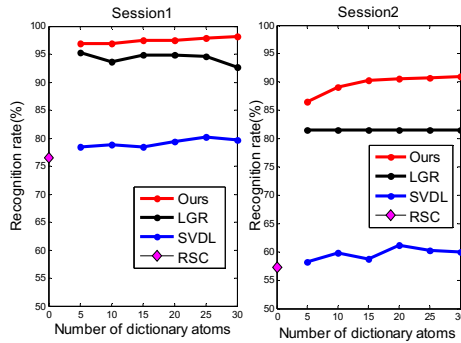 Session1
Recognition rate(%)
100
95
90
85
80
75
70
65
60
55
50
0 5 10 15 20 25 30
Number of dictionary atoms
Ours
LGR
SVDL
RSC
Session2
Recognition rate(%)
100
95
90
85
80
75
70
65
60
55
50
0 5 10 15 20 25 30
Number of dictionary atoms
Ours
LGR
SVDL
RSC